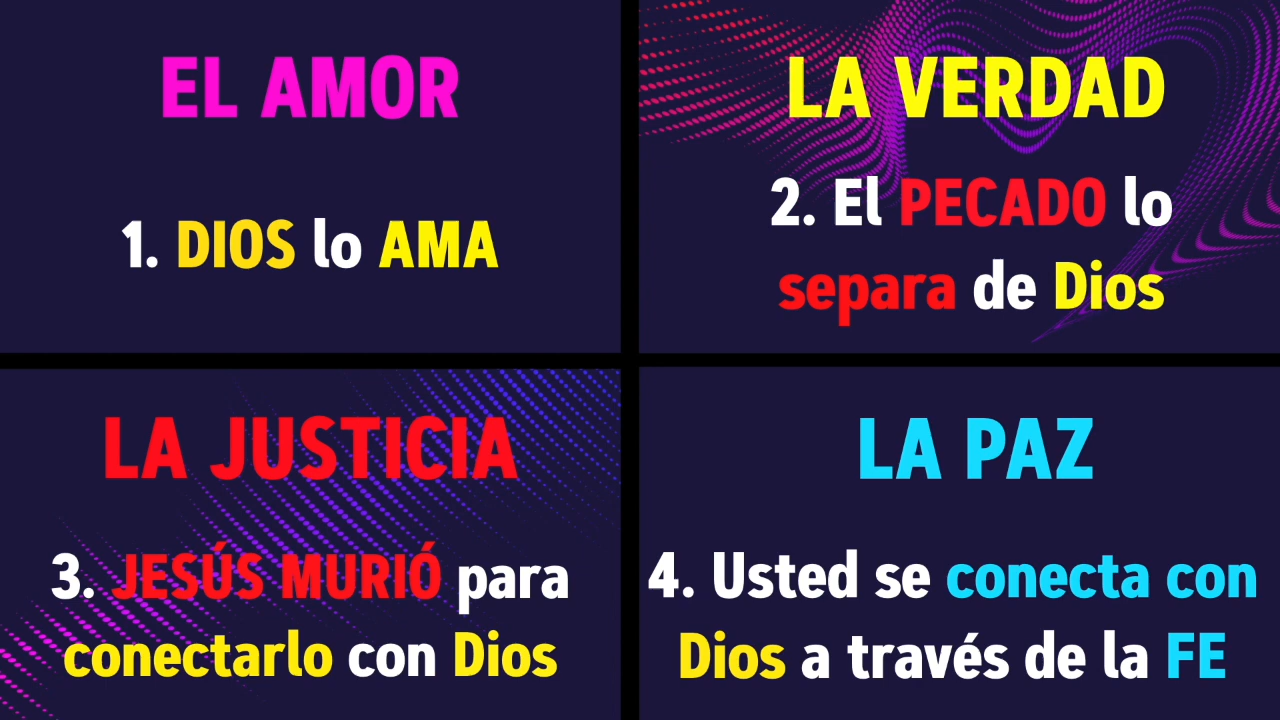 EL AMOR
1. DIOS lo AMA
LA VERDAD
2. El PECADO lo
separa de Dios
LA JUSTICIA
3. JESÚS MURIÓ para
conectarlo con Dios
LA PAZ
4. Usted se conecta con
Dios a través de la FE